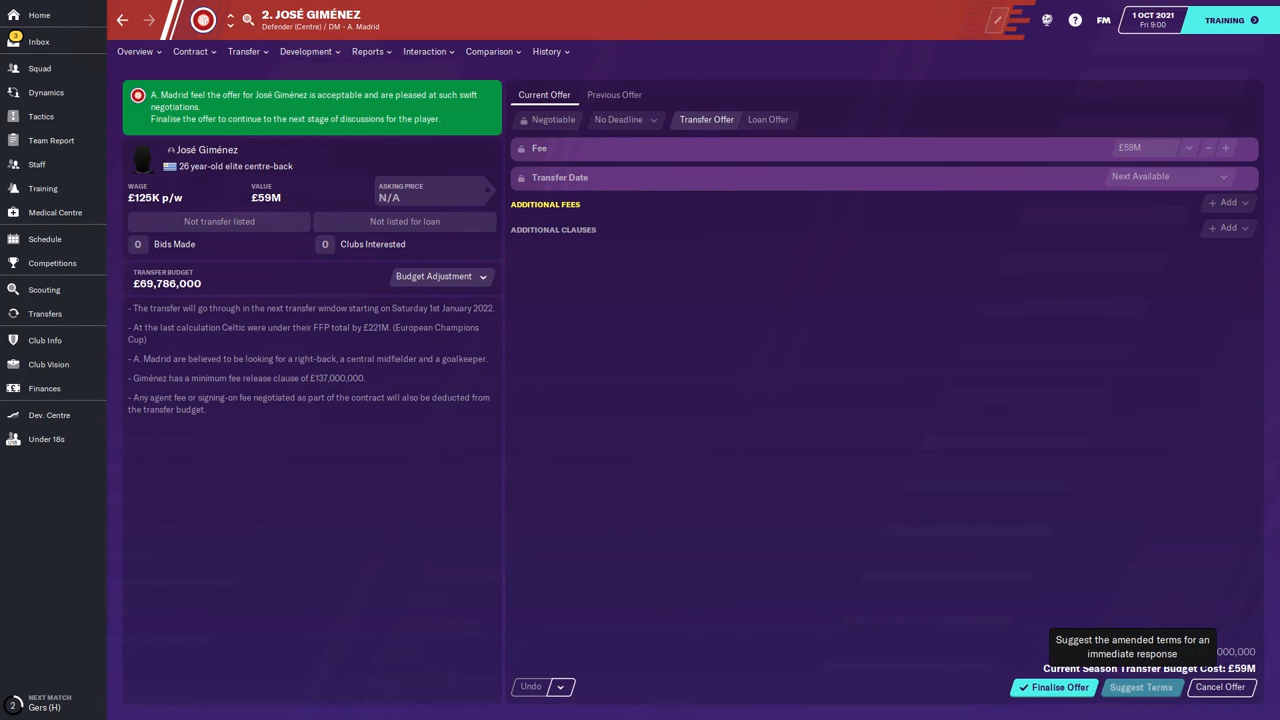 Home
3
Inbox
Squad
Dynamics
Tactics
Team Report
Staff
Training
Medical Centre
Schedule
Competitions
Scouting
Transfers
Club Info
Club Vision
Finances
Dev. Centre
U18
Under 18s
2
NEXT MATCH
Gers (H)
2. JOSÉ GIMÉNEZ
Defender (Centre) / DM - A. Madrid
?
FM
1 OCT 2021
Fri 9:00
TRAINING
Overview
Contract
Transfer
Development
Reports
Interaction
Comparison
History
A. Madrid feel the offer for José Giménez is acceptable and are pleased at such swift
negotiations.
Finalise the offer to continue to the next stage of discussions for the player.
José Giménez
26 year-old elite centre-back
WAGE
£125K p/w
VALUE
£59M
ASKING PRICE
N/A
Not transfer listed
Not listed for loan
0 Bids Made
0 Clubs Interested
TRANSFER BUDGET
£69,786,000
Budget Adjustment
- The transfer will go through in the next transfer window starting on Saturday 1st January 2022.
- At the last calculation Celtic were under their FFP total by £221M. (European Champions
Cup)
- A. Madrid are believed to be looking for a right-back, a central midfielder and a goalkeeper.
- Giménez has a minimum fee release clause of £137,000,000.
- Any agent fee or signing-on fee negotiated as part of the contract will also be deducted from
the transfer budget.
Current Offer
Previous Offer
Negotiable
No Deadline
Transfer Offer
Loan Offer
Fee
£59M
Transfer Date
Next Available
ADDITIONAL FEES
Add
ADDITIONAL CLAUSES
Add
Suggest the amended terms for an
immediate response
000,000
Current Season Transfer Budget Cost: £59M
Undo
Finalise Offer
Suggest Terms
Cancel Offer